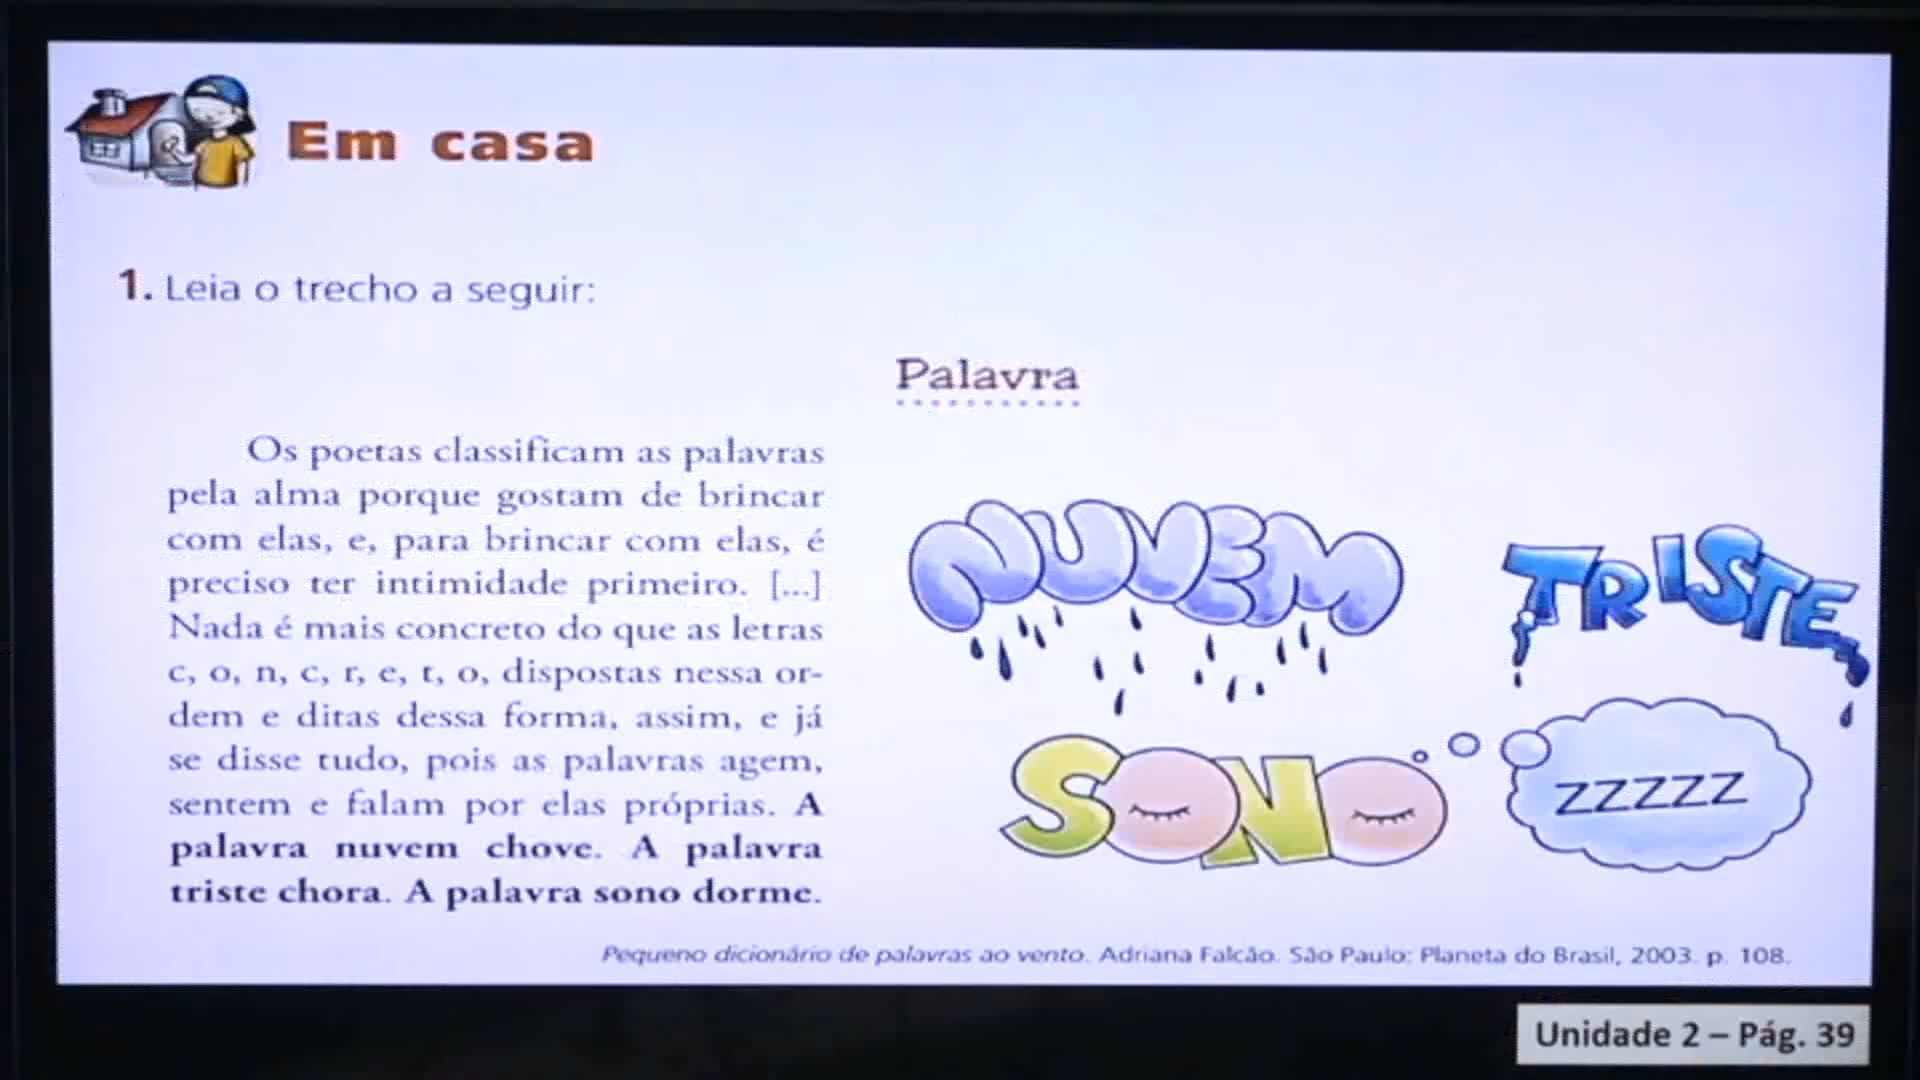 Em casa
1. Leia o trecho a seguir:
Palavra
Os poetas classificam as palavras
pela alma porque gostam de brincar
com elas, e, para brincar com elas, é
preciso ter intimidade primeiro. [...]
Nada é mais concreto do que as letras
c, o, n, c, r, e, t, o, dispostas nessa or-
dem e ditas dessa forma, assim, e já
se disse tudo, pois as palavras agem,
sentem e falam por elas próprias. A
palavra nuvem chove. A palavra
triste chora. A palavra sono dorme.
NUVEM
TRISTE
SONO
ZZZZZ
Pequeno dicionário de palavras ao vento. Adriana Falcão. São Paulo: Planeta do Brasil, 2003. p. 108.
Unidade 2 – Pág. 39